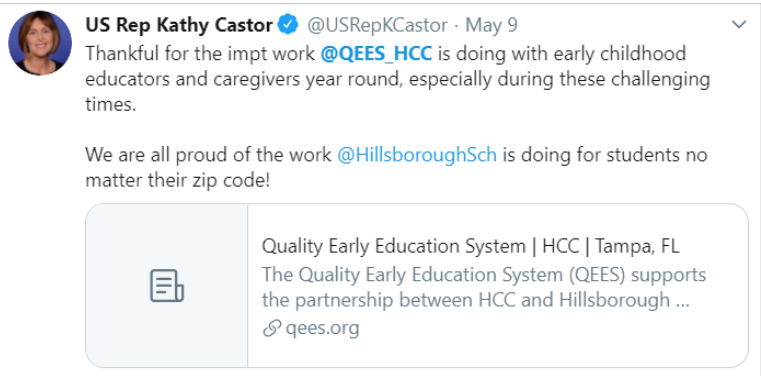 US Rep Kathy Castor @USRepKCastor · May 9
Thankful for the impt work @QEES_HCC is doing with early childhood
educators and caregivers year round, especially during these challenging
times.
We are all proud of the work @HillsboroughSch is doing for students no
matter their zip code!
Quality Early Education System | HCC | Tampa, FL
The Quality Early Education System (QEES) supports
the partnership between HCC and Hillsborough ...
qees.org